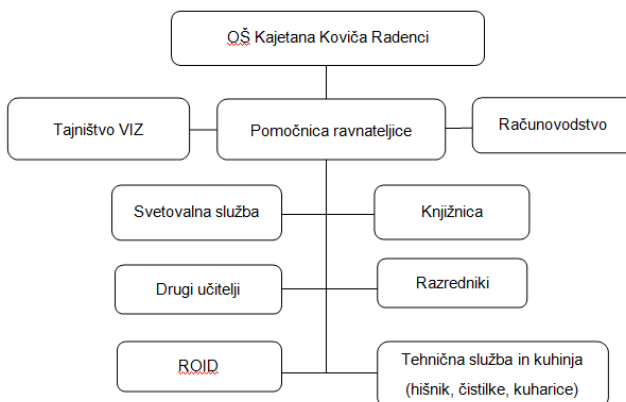 OŠ Kajetana Koviča Radenci
Tajništvo VIZ
Pomočnica ravnateljice
Računovodstvo
Svetovalna služba
Knjižnica
Drugi učitelji
Razredniki
ROID
Tehnična služba in kuhinja
(hišnik, čistilke, kuharice)